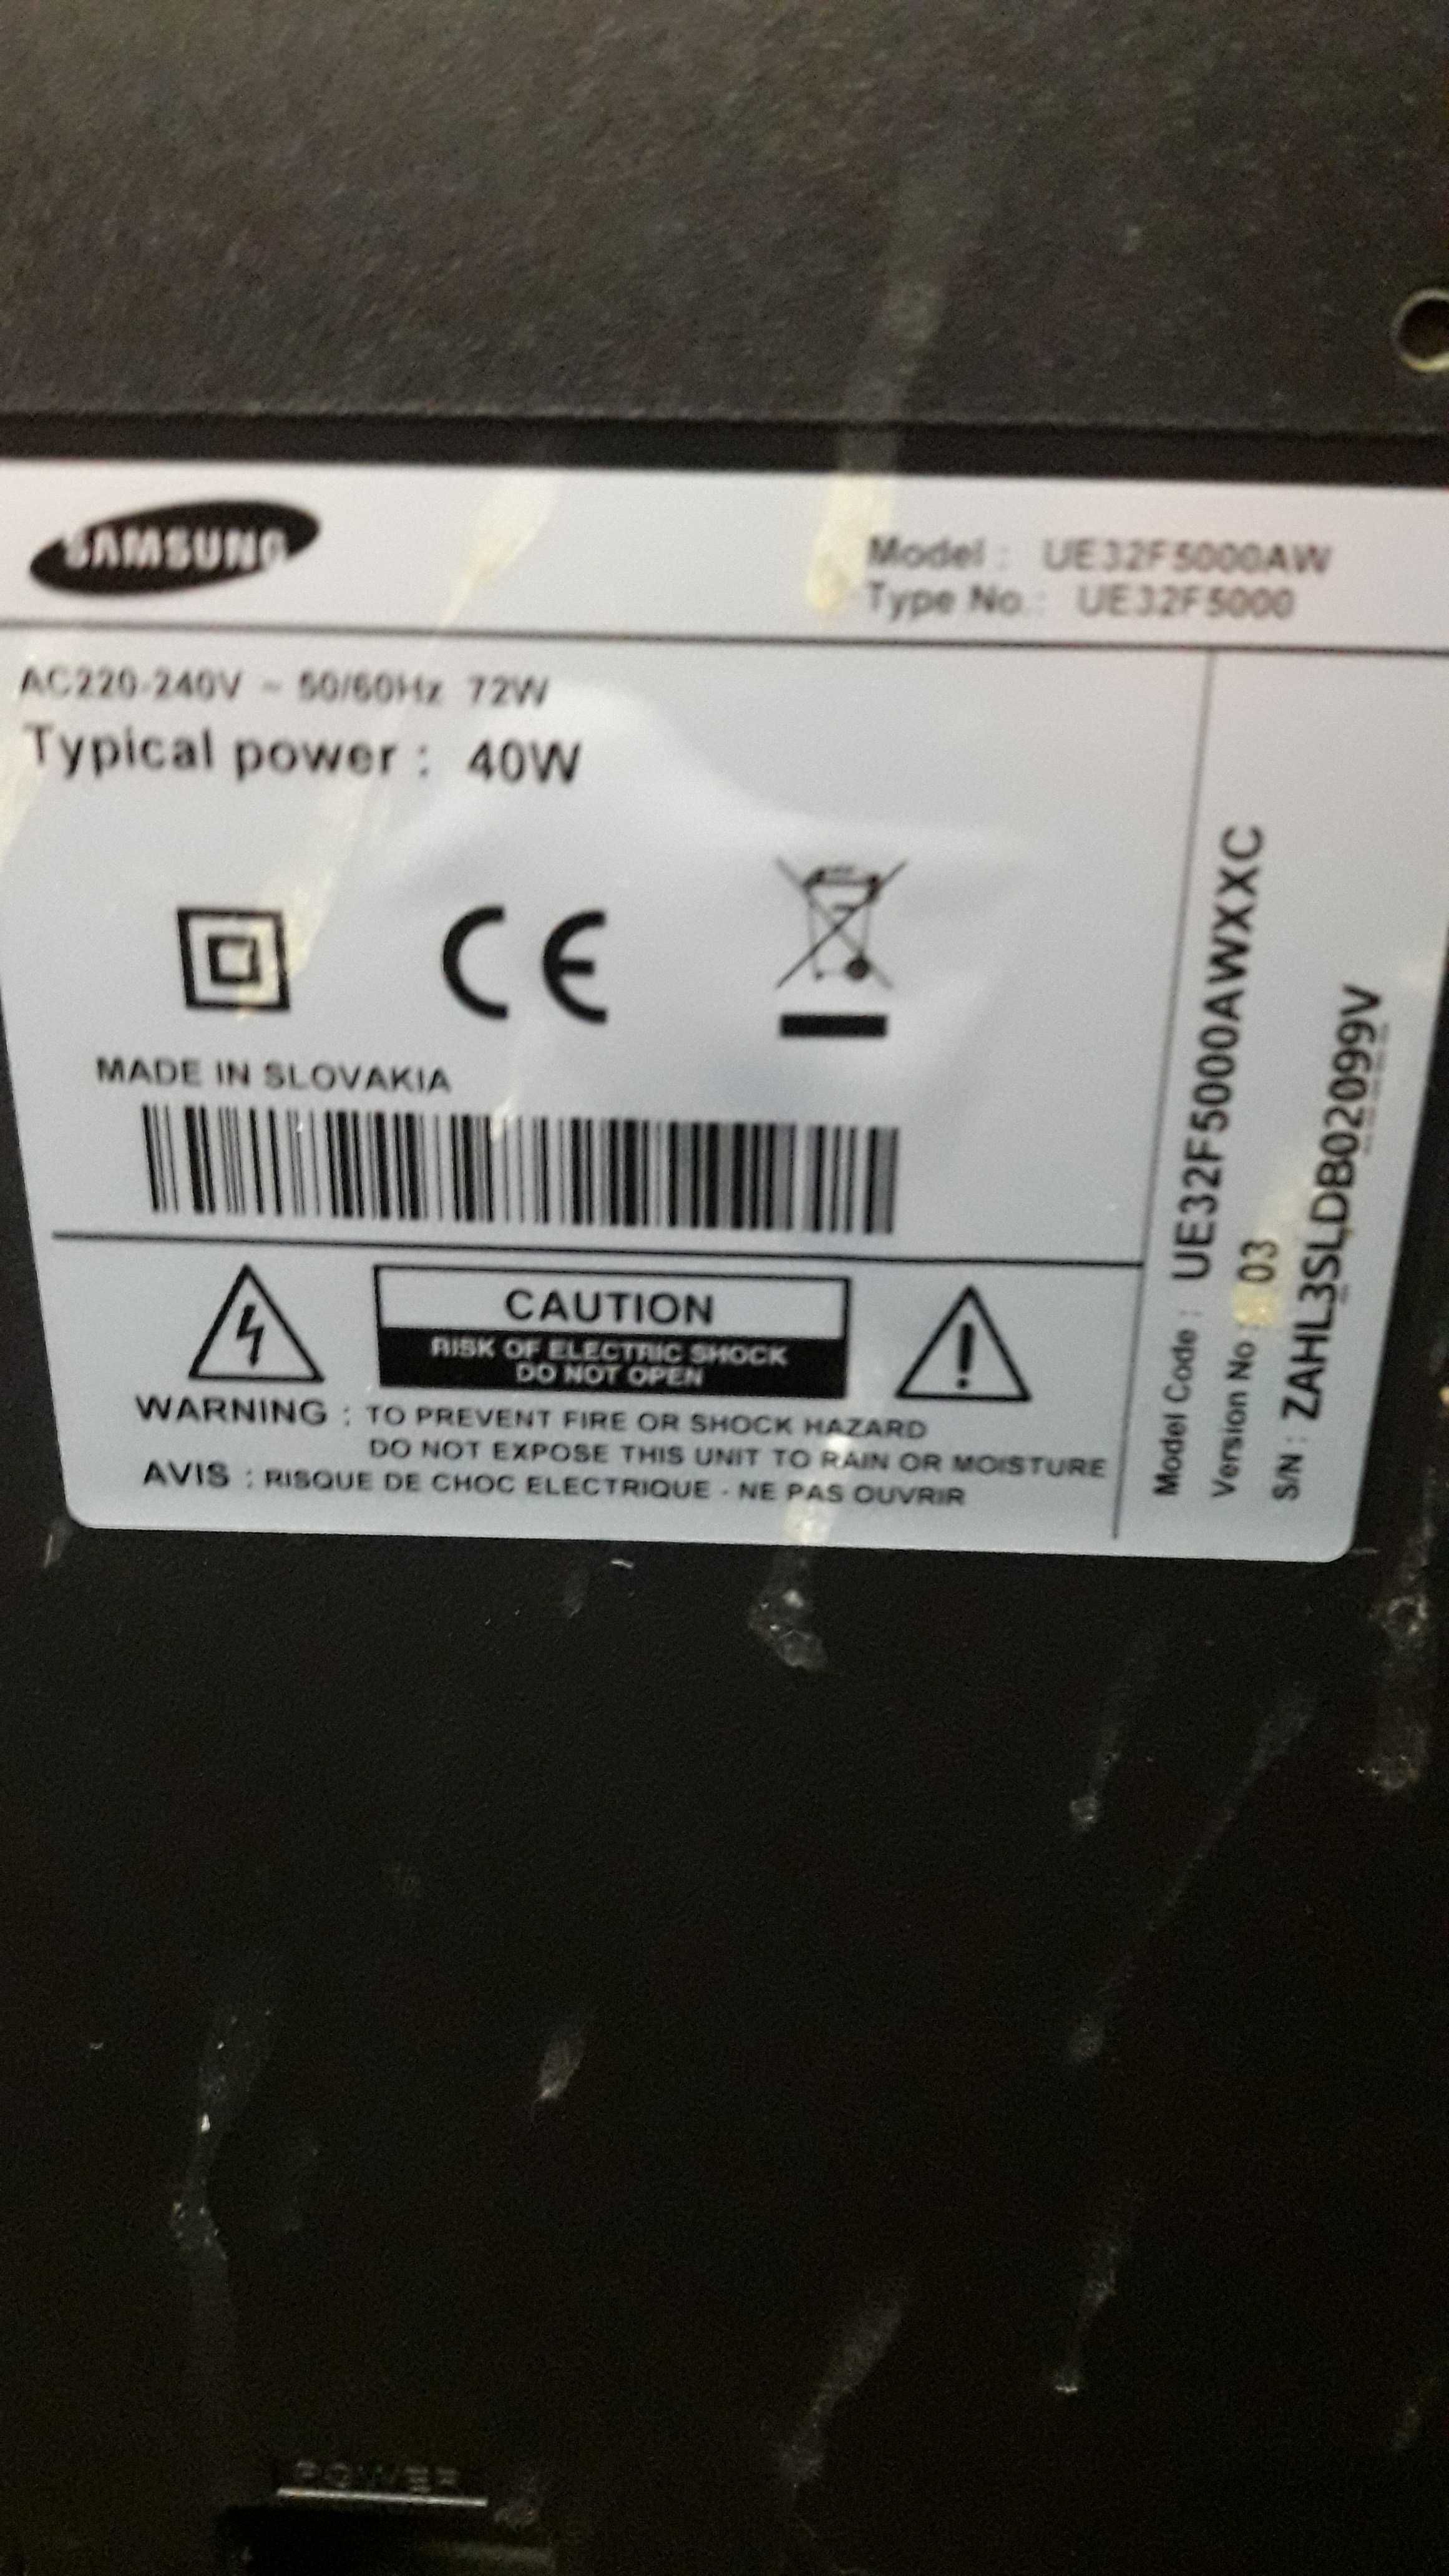 SAMSUNG
Model : UE32F5000AW
Type No. : UE32F5000
AC220-240V ~ 50/60Hz 72W
Typical power : 40W
CE
MADE IN SLOVAKIA
CAUTION
RISK OF ELECTRIC SHOCK
DO NOT OPEN
WARNING : TO PREVENT FIRE OR SHOCK HAZARD
DO NOT EXPOSE THIS UNIT TO RAIN OR MOISTURE
AVIS : RISQUE DE CHOC ELECTRIQUE - NE PAS OUVRIR
Model Code : UE32F5000AWXXC
Version No : 03
S/N : ZAHL3SLDB02099V
POWER